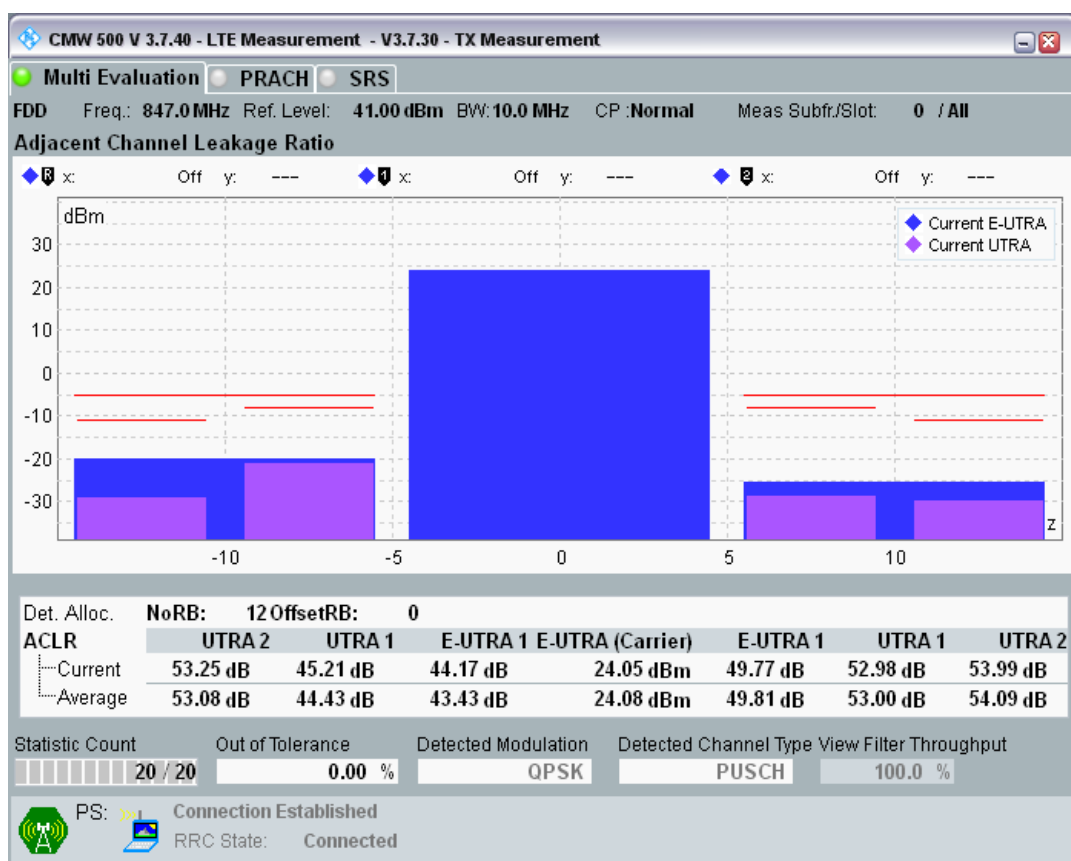 CMW 500 V 3.7.40 - LTE Measurement - V3.7.30 - TX Measurement
Multi Evaluation PRACH SRS
FDD Freq.: 847.0 MHz Ref. Level: 41.00 dBm BW: 10.0 MHz CP : Normal Meas Subfr./Slot: 0 / All
Adjacent Channel Leakage Ratio
R x: Off y: --- 1 x: Off y: --- 2 x: Off y: ---
dBm
Current E-UTRA
Current UTRA
30
20
10
0
-10
-20
-30
z
-10 -5 0 5 10
Det. Alloc. NoRB: 12 OffsetRB: 0
ACLR UTRA 2 UTRA 1 E-UTRA 1 E-UTRA (Carrier) E-UTRA 1 UTRA 1 UTRA 2
Current 53.25 dB 45.21 dB 44.17 dB 24.05 dBm 49.77 dB 52.98 dB 53.99 dB
Average 53.08 dB 44.43 dB 43.43 dB 24.08 dBm 49.81 dB 53.00 dB 54.09 dB
Statistic Count Out of Tolerance Detected Modulation Detected Channel Type View Filter Throughput
20 / 20 0.00 % QPSK PUSCH 100.0 %
PS: Connection Established
RRC State: Connected